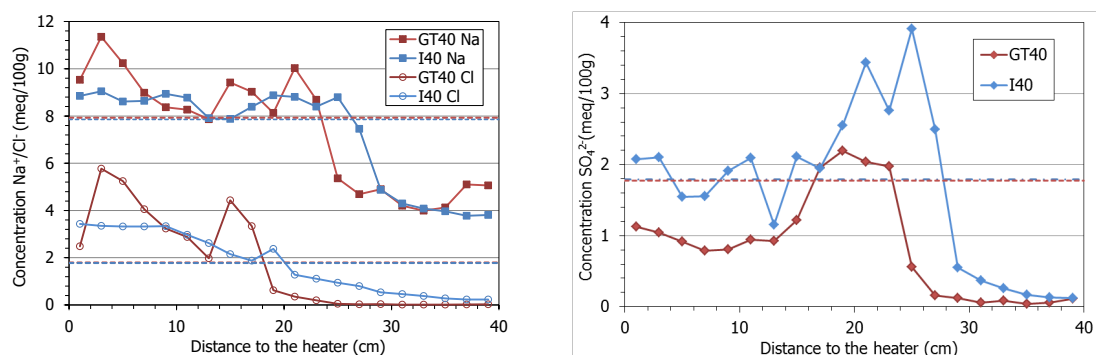 Concentration Na⁺/Cl⁻ (meq/100g)
12
10
8
6
4
2
0
0
10
20
30
40
Distance to the heater (cm)
GT40 Na
I40 Na
GT40 Cl
I40 Cl
Concentration SO₄²⁻(meq/100g)
4
3
2
1
0
0
10
20
30
40
Distance to the heater (cm)
GT40
I40